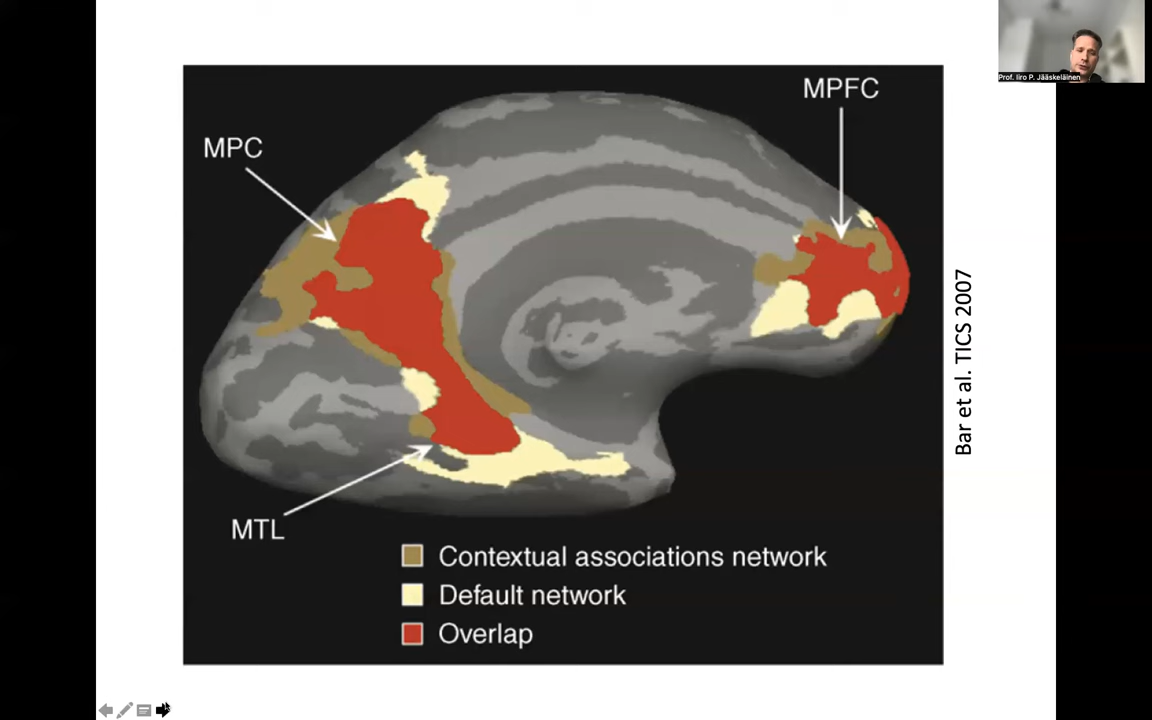 Prof. Iiro P. Jääskeläinen
MPFC
MPC
Bar et al. TICS 2007
MTL
Contextual associations network
Default network
Overlap